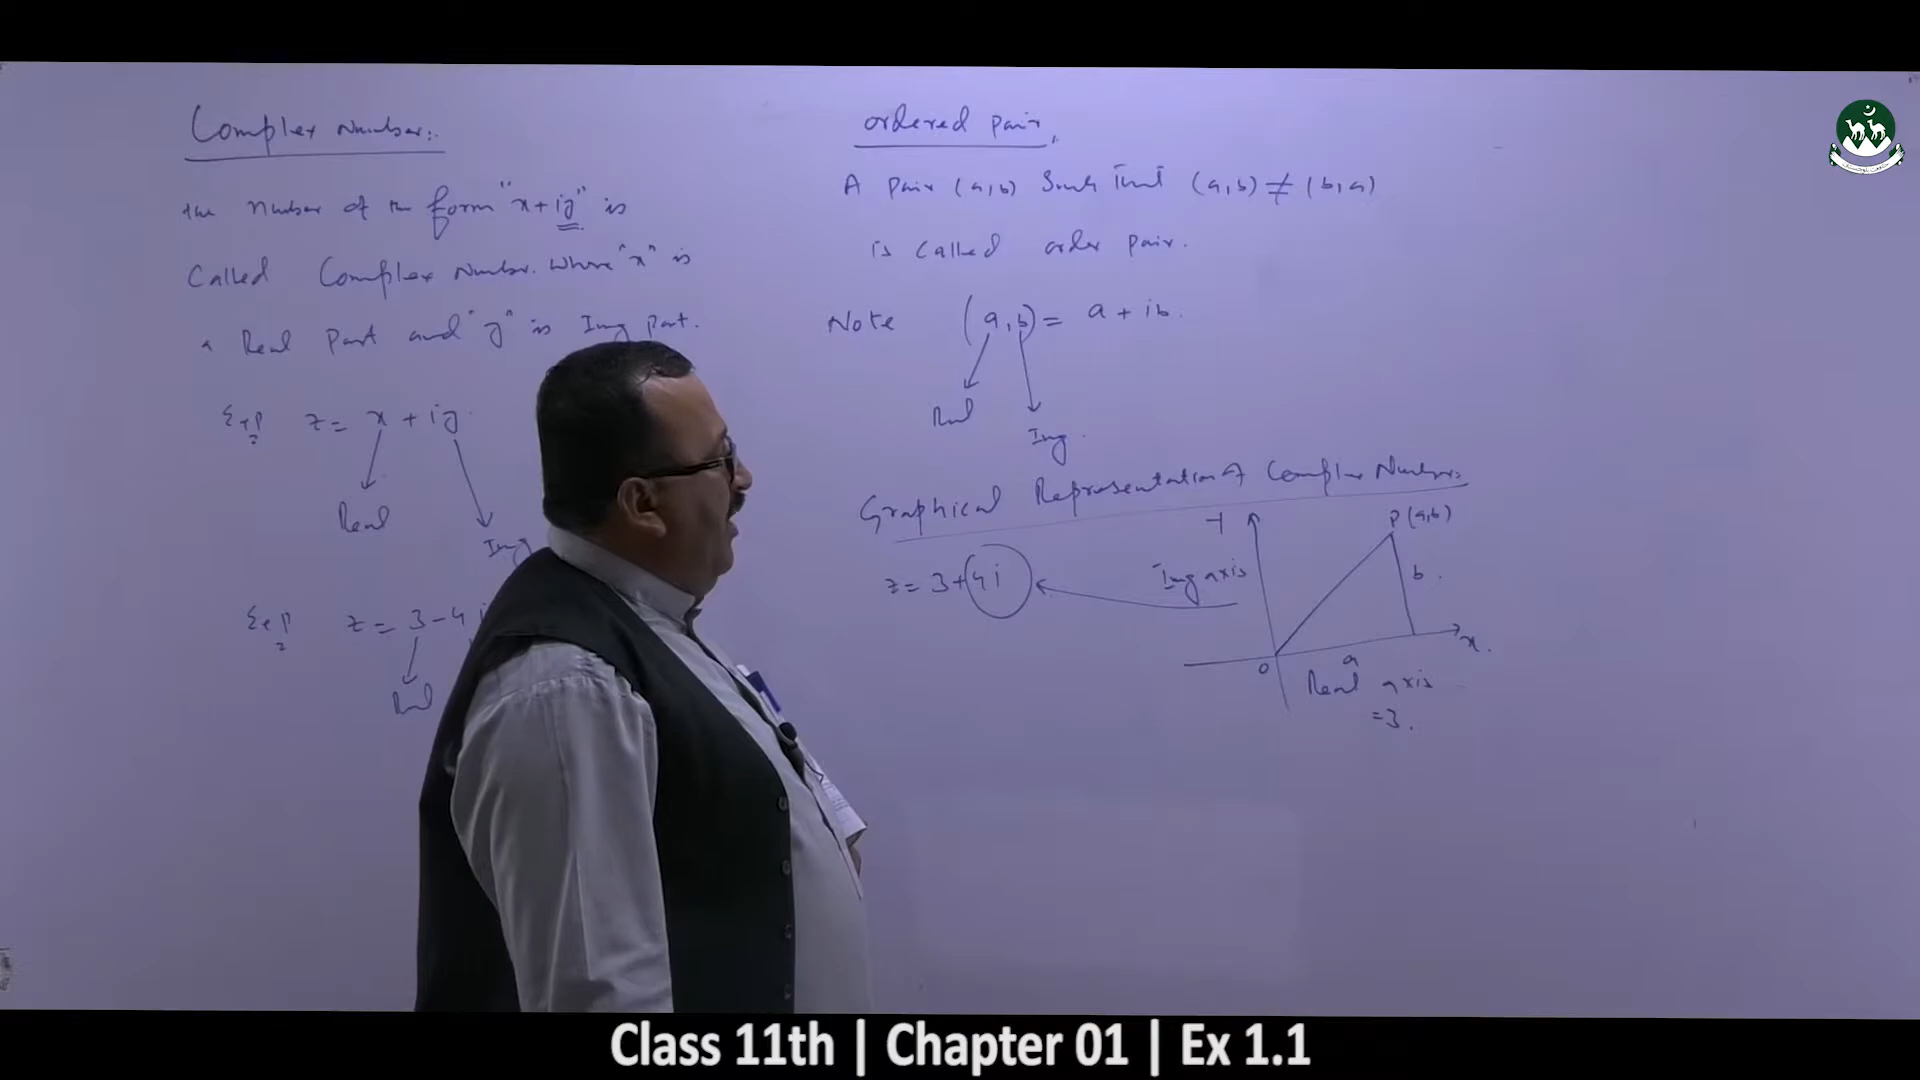 Complex Number:
the Number of the form "x+iy" is
Called Complex Number. Where "x" is
a Real Part and "y" is Img part.
Exp z = x + iy
Real
Img
Exp 2 z = 3-4i
Real
ordered pair,
A pair (a,b) Such That (a,b) ≠ (b,a)
is called order pair.
Note (a,b) = a + ib.
Real
Img
Graphical Representation of Complex Number:
z = 3+4i
Img axis
P(a,b)
b
x
o
a
Real axis
=3.
Class 11th | Chapter 01 | Ex 1.1